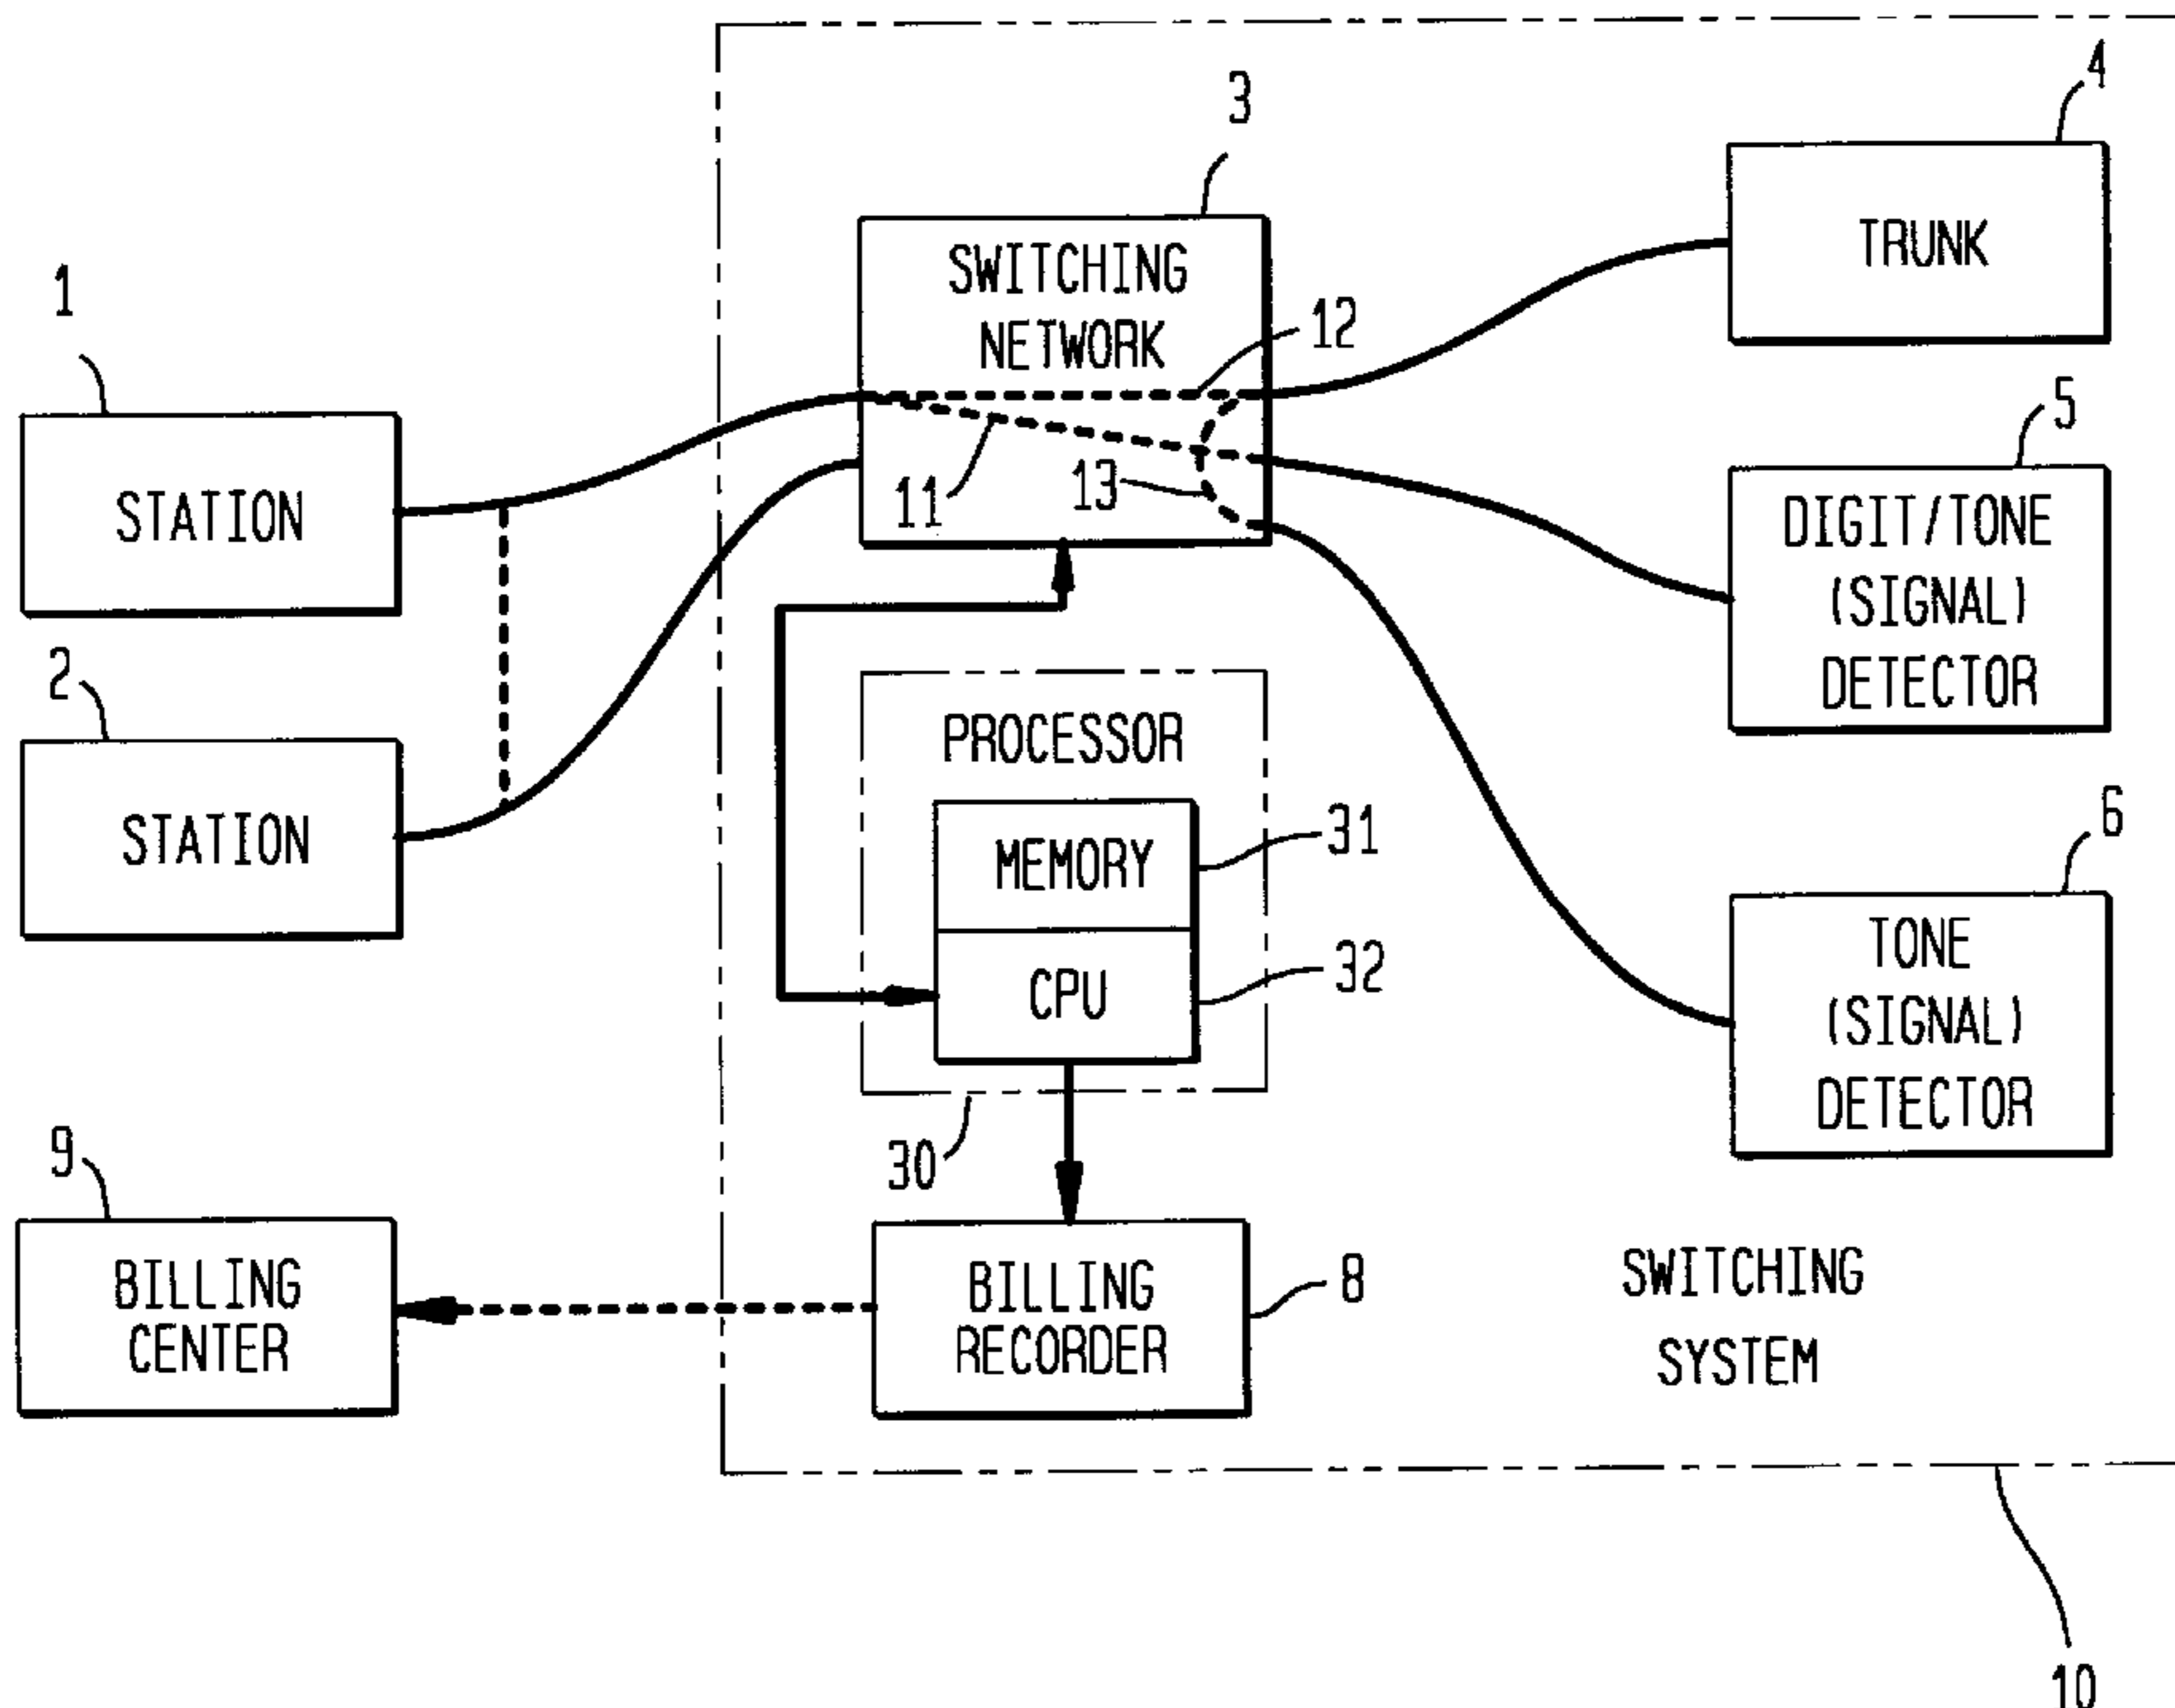 3
4
SWITCHING
NETWORK
TRUNK
1
12
5
STATION
11
13
DIGIT/TONE
(SIGNAL)
DETECTOR
2
PROCESSOR
STATION
MEMORY
31
6
CPU
32
TONE
(SIGNAL)
DETECTOR
9
30
BILLING
CENTER
BILLING
RECORDER
8
SWITCHING
SYSTEM
10